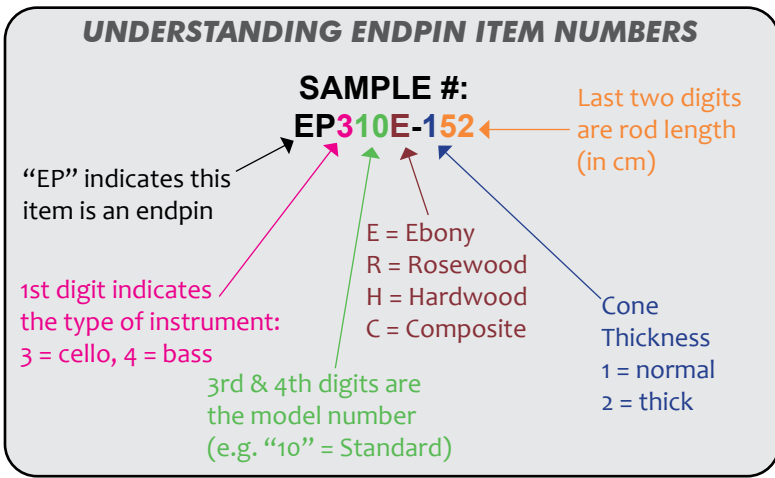 UNDERSTANDING ENDPIN ITEM NUMBERS
SAMPLE #:
EP310E-152
Last two digits
are rod length
(in cm)
“EP” indicates this
item is an endpin
E = Ebony
R = Rosewood
H = Hardwood
C = Composite
1st digit indicates
the type of instrument:
3 = cello, 4 = bass
Cone
Thickness
1 = normal
2 = thick
3rd & 4th digits are
the model number
(e.g. “10” = Standard)